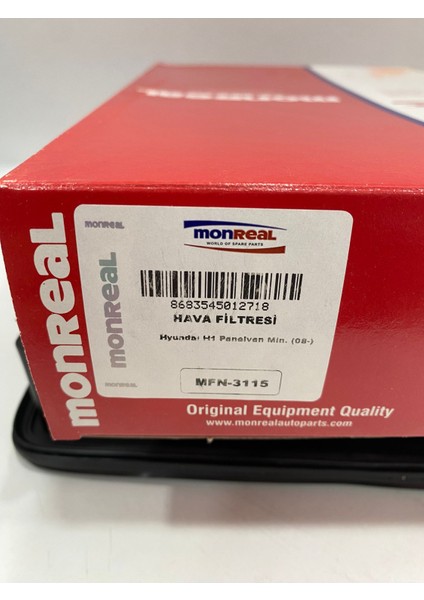 monreal
monreal
monreal
monreal
monreal
WORLD OF SPARE PARTS
8683545012718
HAVA FİLTRESİ
Hyundai H1 Panelvan Min. (08-)
MFN-3115
Original Equipment Quality
www.monrealautoparts.com